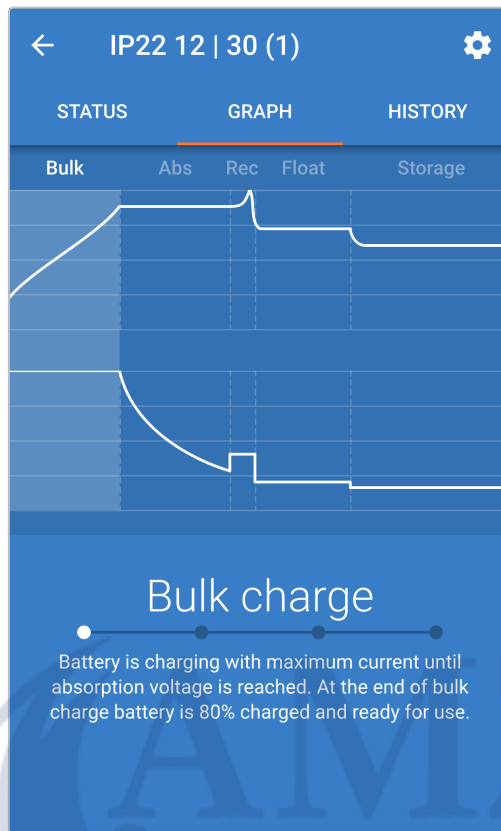 IP22 12 | 30 (1)
STATUS GRAPH HISTORY
Bulk Abs Rec Float Storage
Bulk charge
Battery is charging with maximum current until
absorption voltage is reached. At the end of bulk
charge battery is 80% charged and ready for use.
AMA